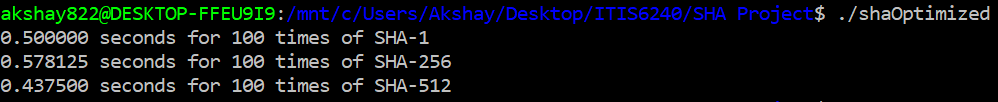 akshay822@DESKTOP-FFEU9I9:/mnt/c/Users/Akshay/Desktop/ITIS6240/SHA Project$ ./shaOptimized
0.500000 seconds for 100 times of SHA-1
0.578125 seconds for 100 times of SHA-256
0.437500 seconds for 100 times of SHA-512